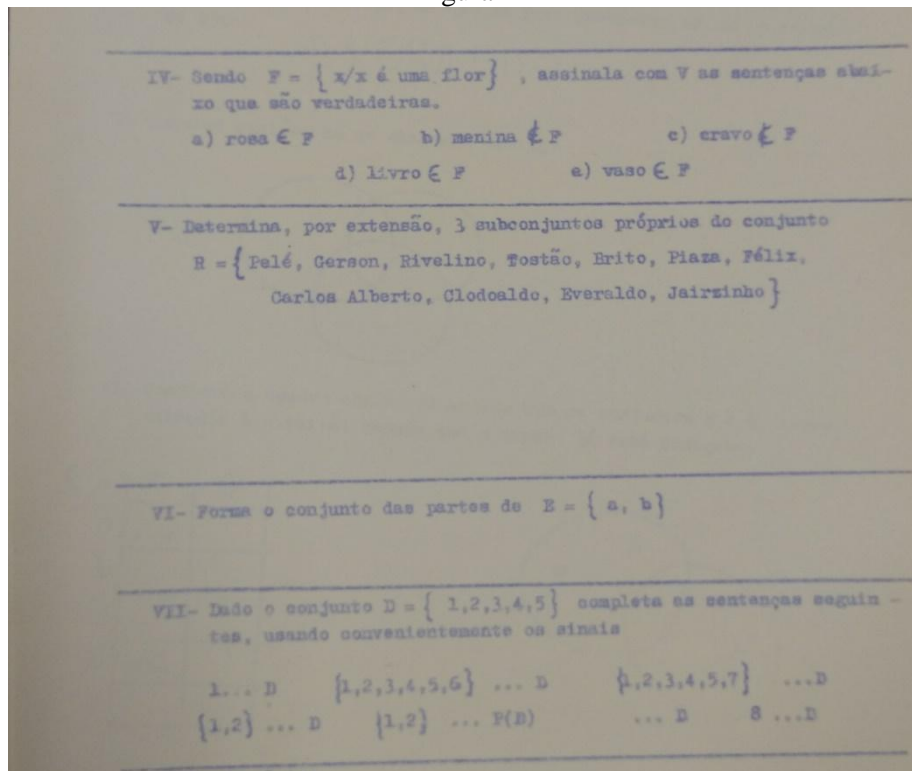 IV- Sendo F = { x/x é uma flor} , assinala com V as sentenças abai-
xo que são verdadeiras.
a) rosa ∈ F b) menina ∉ F c) cravo ∉ F
d) livro ∈ F e) vaso ∈ F
V- Determina, por extensão, 3 subconjuntos próprios do conjunto
R = { Pelé, Gerson, Rivelino, Tostão, Brito, Piaza, Félix,
Carlos Alberto, Clodoaldo, Everaldo, Jairzinho }
VI- Forma o conjunto das partes de E = { a, b}
VII- Dado o conjunto D = { 1,2,3,4,5} completa as sentenças seguin -
tes, usando convenientemente os sinais
1... D {1,2,3,4,5,6} ... D {1,2,3,4,5,7} ...D
{1,2} ... D {1,2} ... P(D) ... D 8 ...D